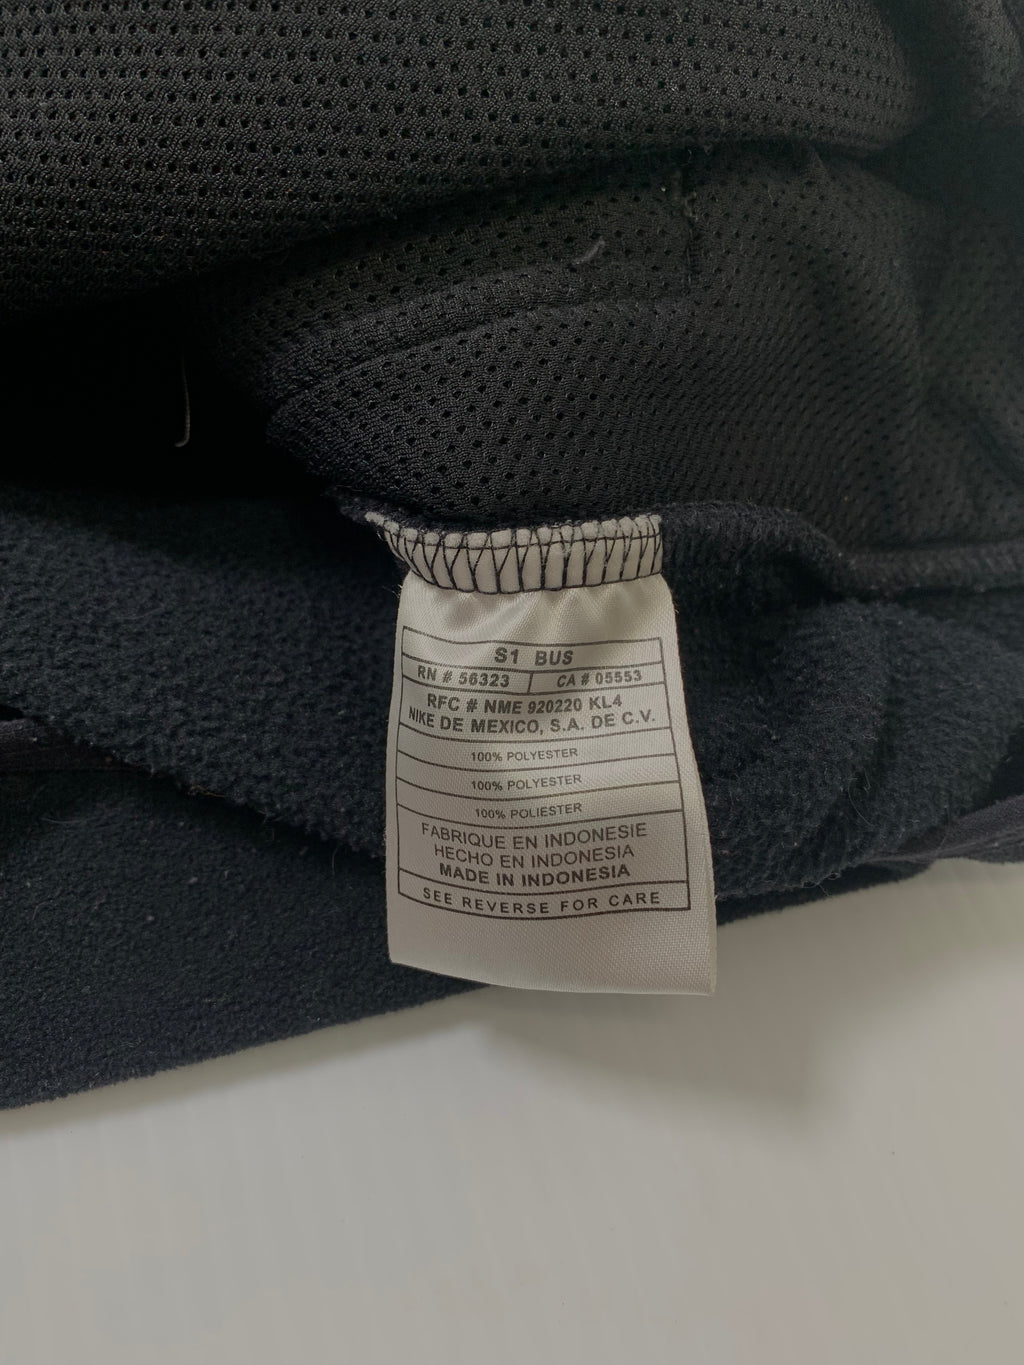 S1 BUS
RN # 56323 CA # 05553
RFC # NME 920220 KL4
NIKE DE MEXICO, S.A. DE C.V.
100% POLYESTER
100% POLYESTER
100% POLIESTER
FABRIQUE EN INDONESIE
HECHO EN INDONESIA
MADE IN INDONESIA
SEE REVERSE FOR CARE